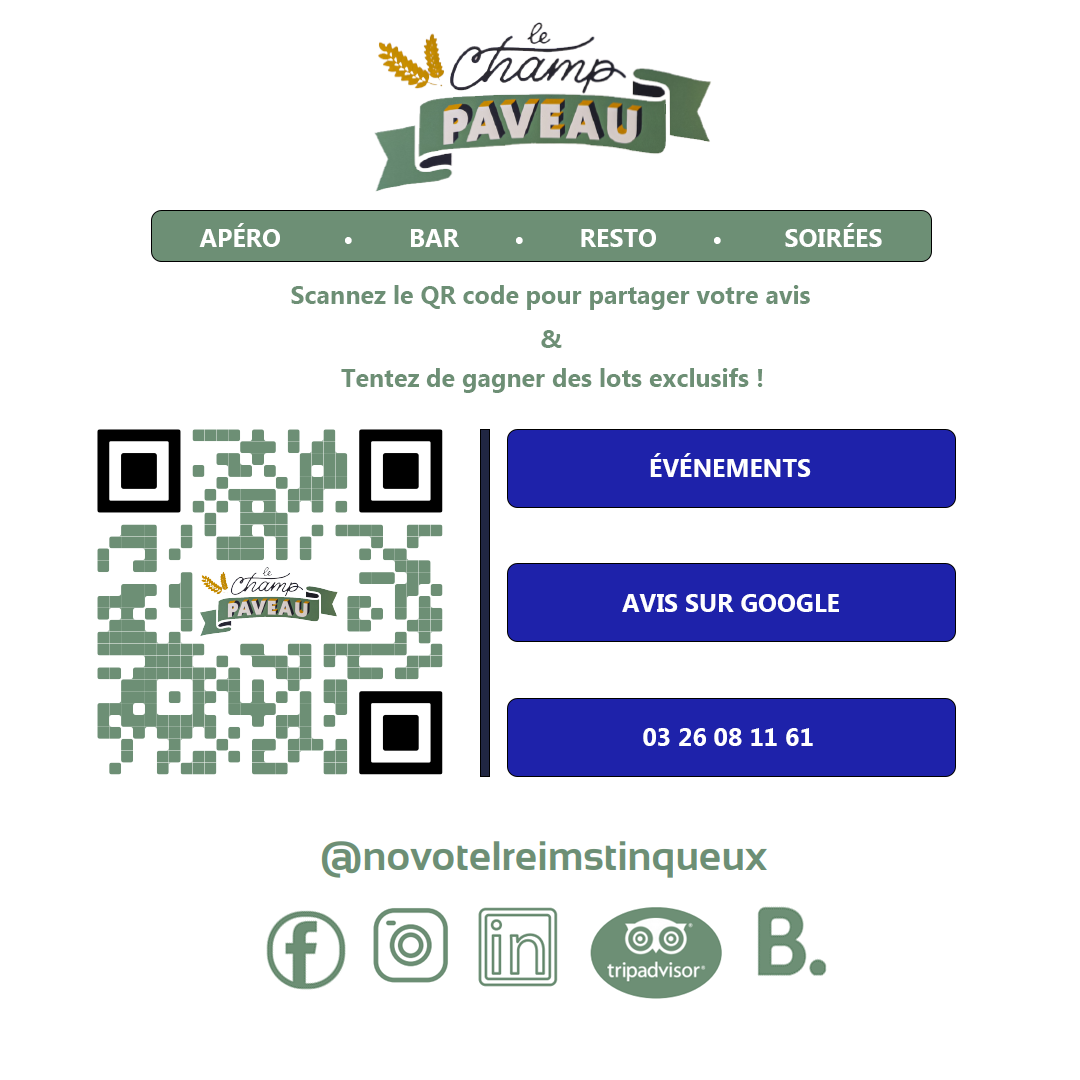 le
Champ
PAVEAU
APÉRO • BAR • RESTO • SOIRÉES
Scannez le QR code pour partager votre avis
&
Tentez de gagner des lots exclusifs !
le
Champ
PAVEAU
ÉVÉNEMENTS
AVIS SUR GOOGLE
03 26 08 11 61
@novotelreimstinqueux
f
in
tripadvisor®
B.